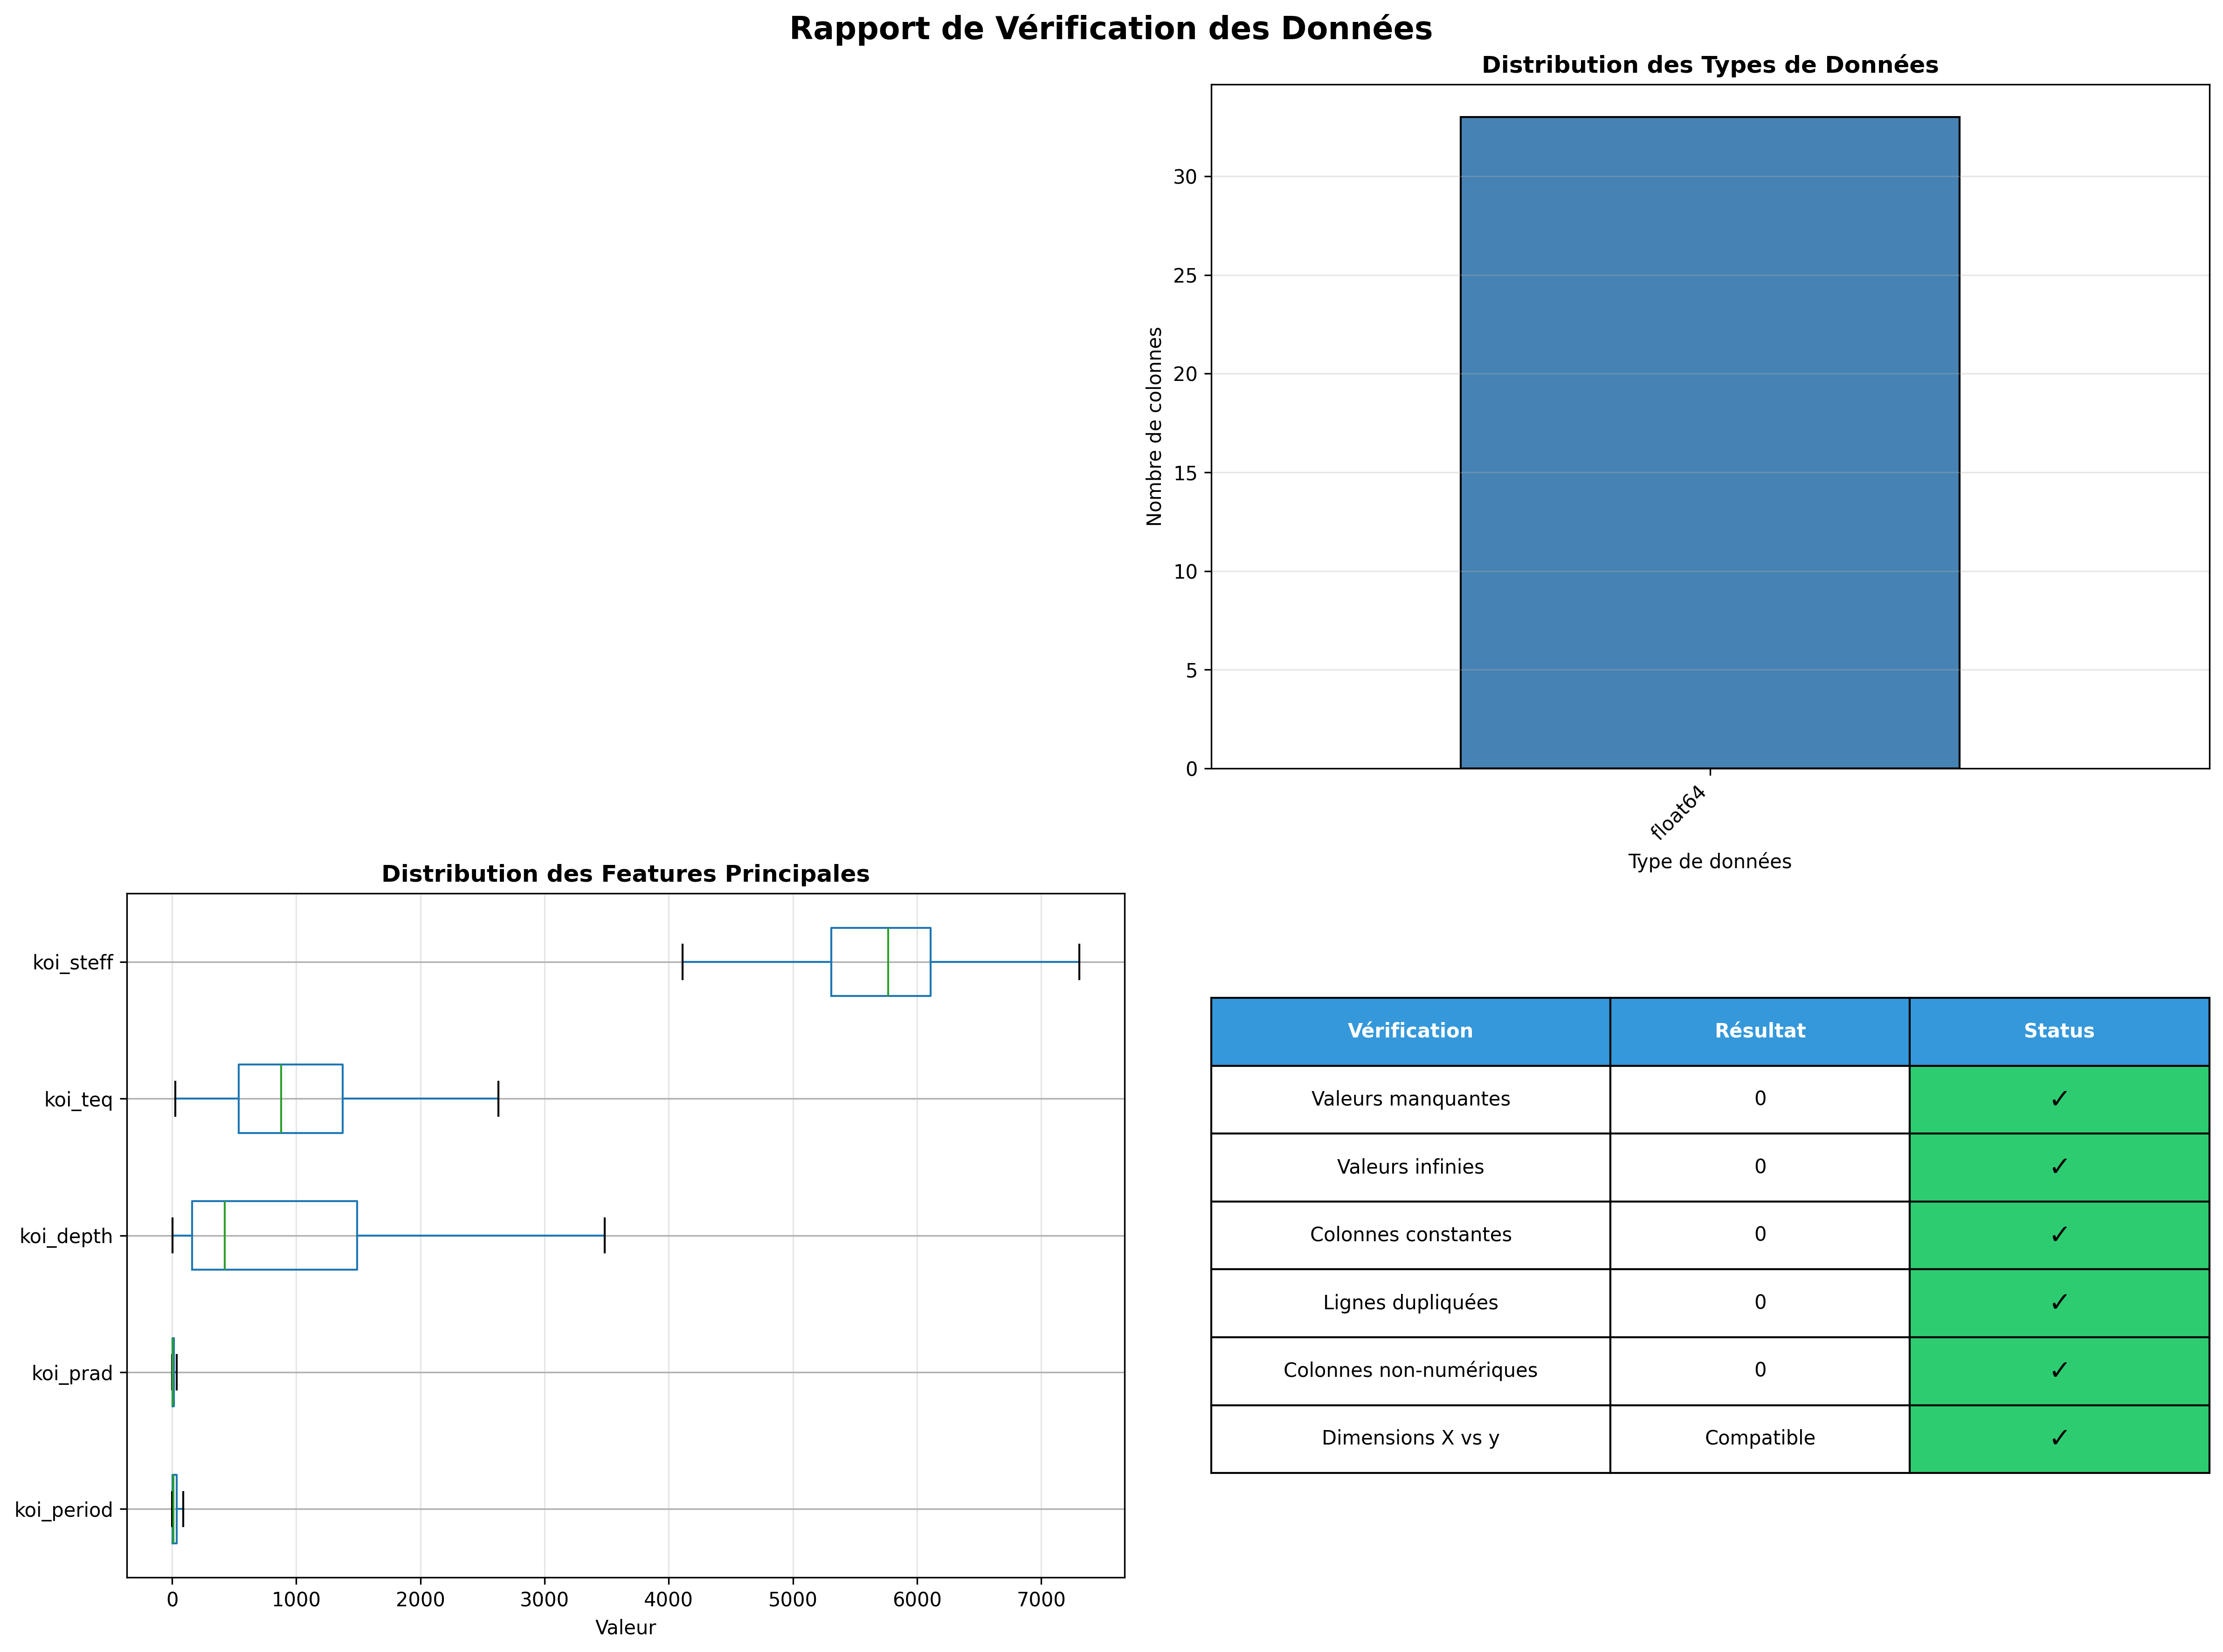 Rapport de Vérification des Données
Distribution des Types de Données
Nombre de colonnes
30
25
20
15
10
5
0
float64
Type de données
Distribution des Features Principales
koi_steff
koi_teq
koi_depth
koi_prad
koi_period
0 1000 2000 3000 4000 5000 6000 7000
Valeur
Vérification Résultat Status
Valeurs manquantes 0 ✓
Valeurs infinies 0 ✓
Colonnes constantes 0 ✓
Lignes dupliquées 0 ✓
Colonnes non-numériques 0 ✓
Dimensions X vs y Compatible ✓